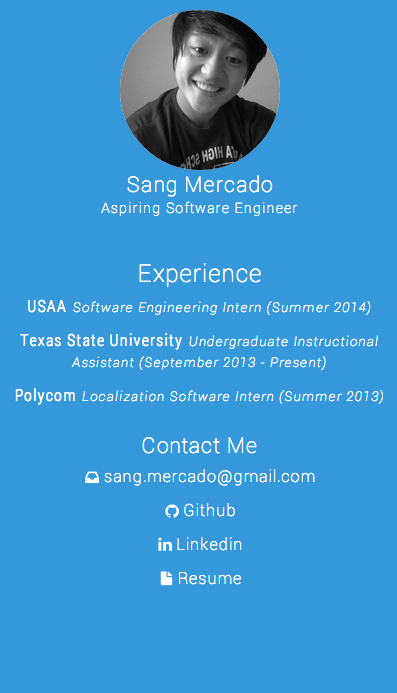 Sang Mercado
Aspiring Software Engineer
Experience
USAA Software Engineering Intern (Summer 2014)
Texas State University Undergraduate Instructional
Assistant (September 2013 - Present)
Polycom Localization Software Intern (Summer 2013)
Contact Me
sang.mercado@gmail.com
Github
in Linkedin
Resume